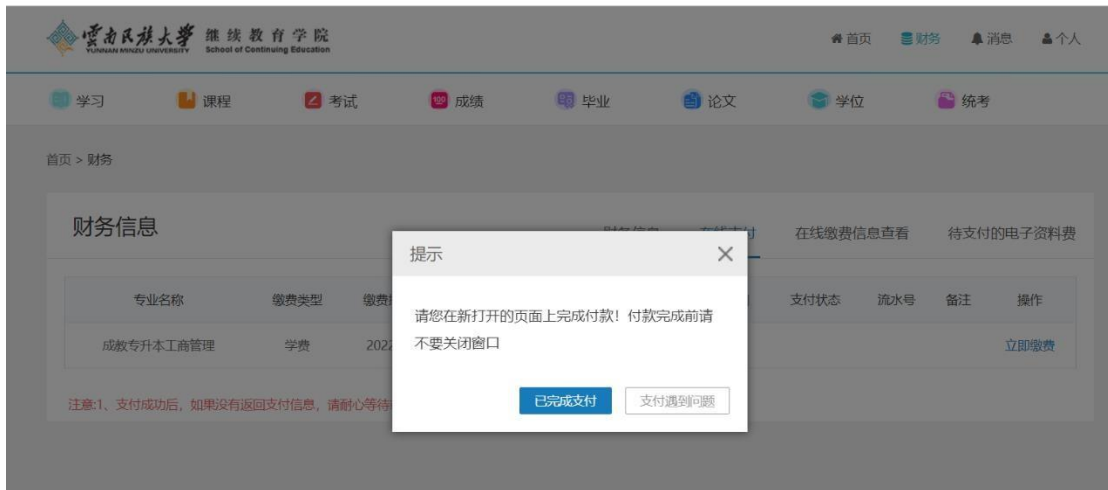 雲南民族大學 继续教育学院
YUNNAN MINZU UNIVERSITY School of Continuing Education
首页 财务 消息 个人
学习 课程 考试 成绩 毕业 论文 学位 统考
首页 > 财务
财务信息
在线缴费信息查看 待支付的电子资料费
提示
专业名称 缴费类型 支付状态 流水号 备注 操作
请您在新打开的页面上完成付款！付款完成前请
不要关闭窗口
成教专升本工商管理 学费 2022 立即缴费
已完成支付 支付遇到问题
注意:1、支付成功后，如果没有返回支付信息，请耐心等待